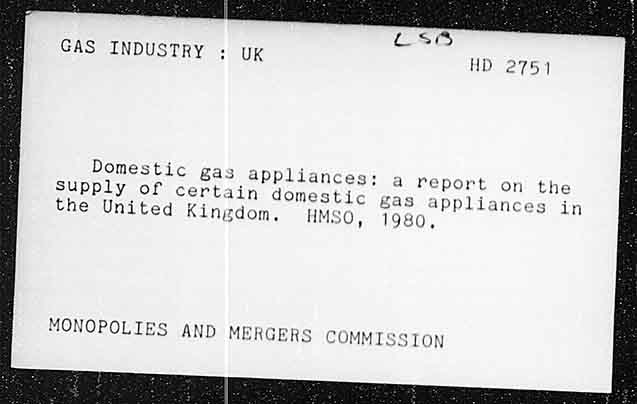 LSB
GAS INDUSTRY : UK
HD 2751
Domestic gas appliances: a report on the
supply of certain domestic gas appliances in
the United Kingdom. HMSO, 1980.
MONOPOLIES AND MERGERS COMMISSION